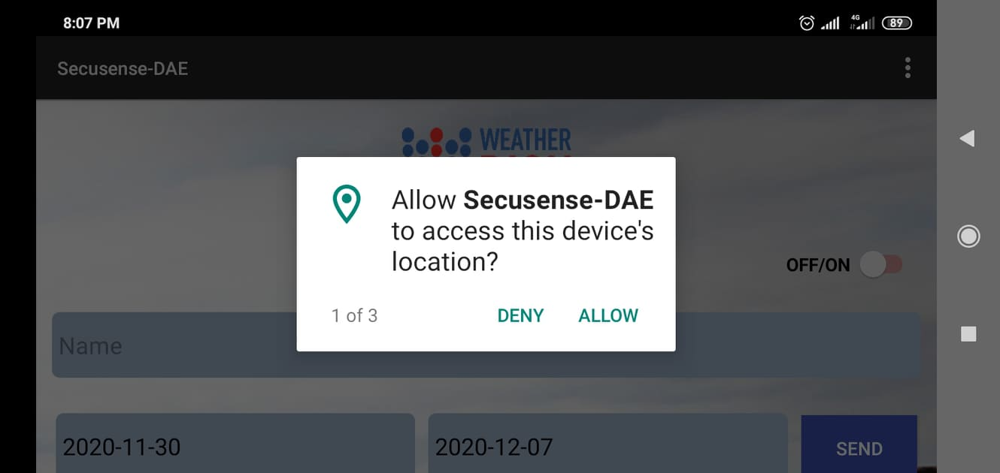 8:07 PM
4G
89
Secusense-DAE
WEATHER
Allow Secusense-DAE
to access this device's
location?
OFF/ON
1 of 3 DENY ALLOW
Name
2020-11-30 2020-12-07 SEND